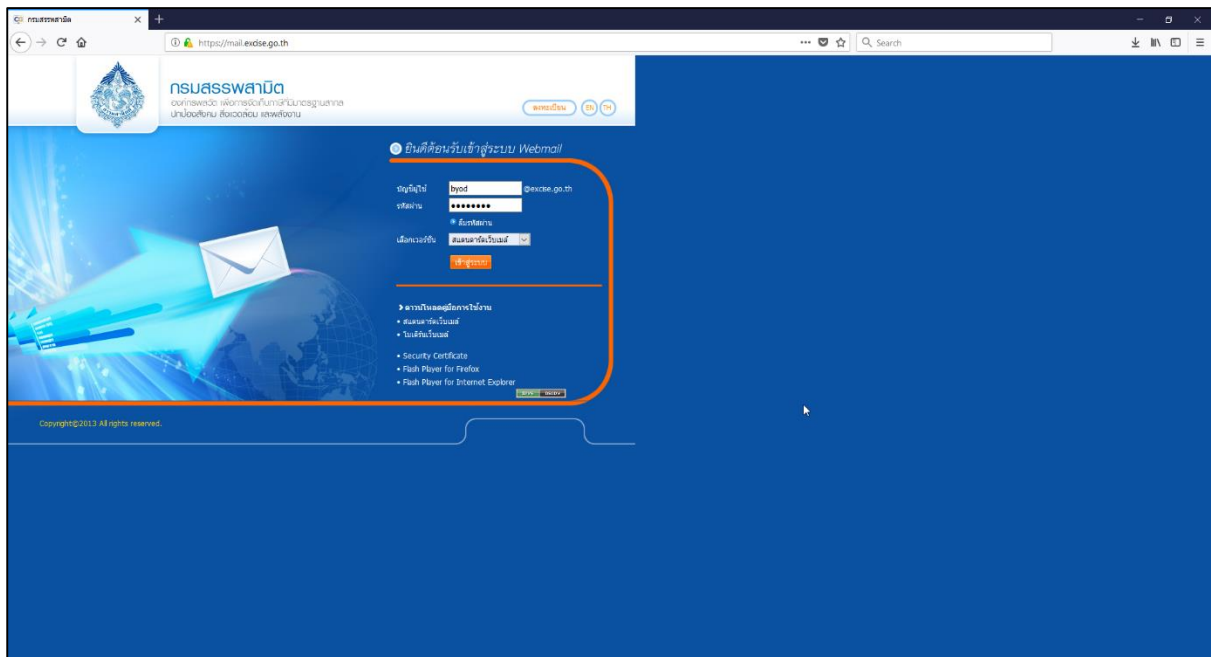 กรมสรรพสามิต
https://mail.excise.go.th
Search
กรมสรรพสามิต
องค์กรพลวัต เพื่อการจัดเก็บภาษีที่มีมาตรฐานสากล
ปกป้องสังคม สิ่งแวดล้อม และพลังงาน
ลงทะเบียน EN TH
ยินดีต้อนรับเข้าสู่ระบบ Webmail
บัญชีผู้ใช้ byod @excise.go.th
รหัสผ่าน
ลืมรหัสผ่าน
เลือกเวอร์ชั่น สแตนดาร์ดเว็บเมล์
เข้าสู่ระบบ
ดาวน์โหลดคู่มือการใช้งาน
• สแตนดาร์ดเว็บเมล์
• โมเดิร์นเว็บเมล์
• Security Certificate
• Flash Player for Firefox
• Flash Player for Internet Explorer
Copyright©2013 All rights reserved.